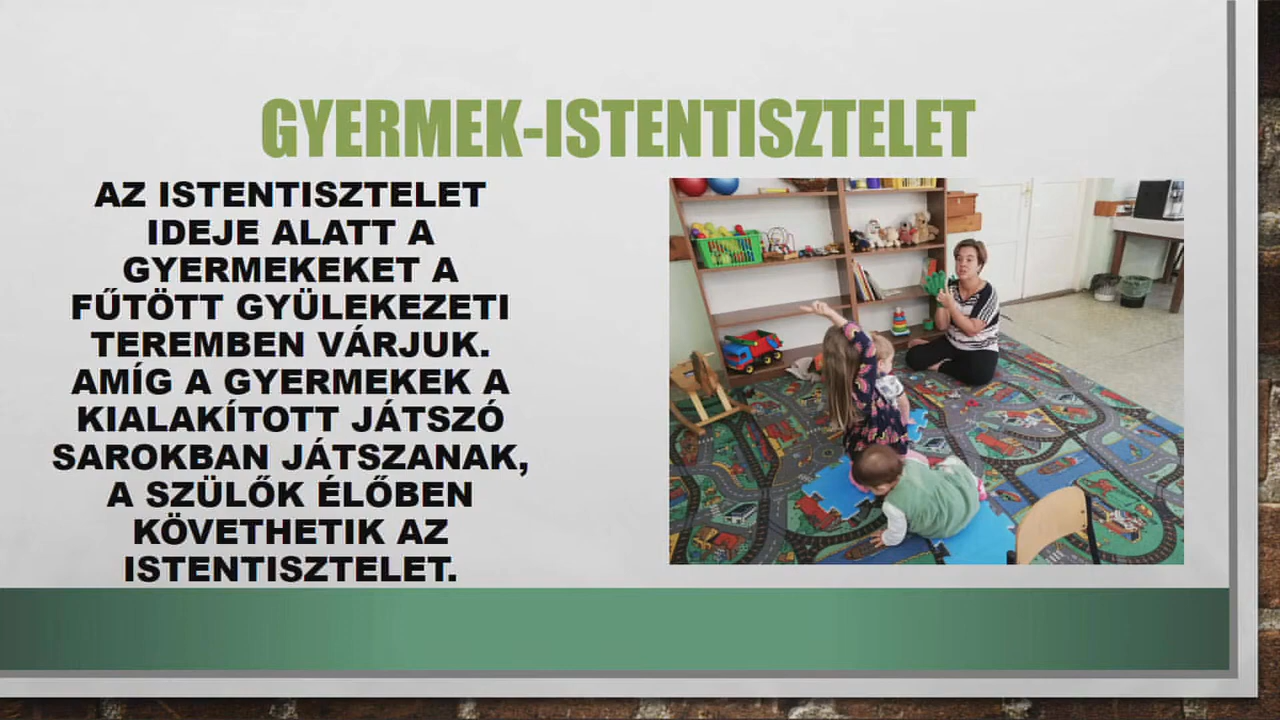 GYERMEK-ISTENTISZTELET
AZ ISTENTISZTELET
IDEJE ALATT A
GYERMEKEKET A
FŰTÖTT GYÜLEKEZETI
TEREMBEN VÁRJUK.
AMÍG A GYERMEKEK A
KIALAKÍTOTT JÁTSZÓ
SAROKBAN JÁTSZANAK,
A SZÜLŐK ÉLŐBEN
KÖVETHETIK AZ
ISTENTISZTELET.